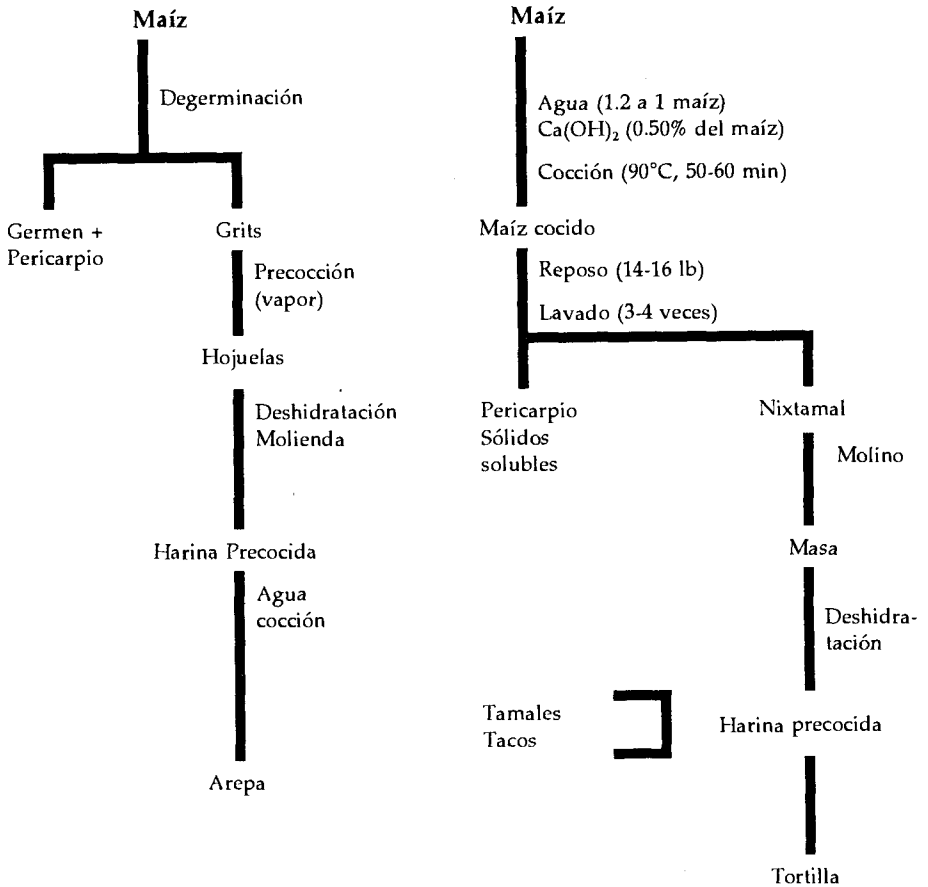 Maíz
Degerminación
Germen +
Pericarpio
Grits
Precocción
(vapor)
Hojuelas
Deshidratación
Molienda
Harina Precocida
Agua
cocción
Arepa
Maíz
Agua (1.2 a 1 maíz)
Ca(OH)₂ (0.50% del maíz)
Cocción (90°C, 50-60 min)
Maíz cocido
Reposo (14-16 lb)
Lavado (3-4 veces)
Pericarpio
Sólidos
solubles
Nixtamal
Molino
Masa
Deshidra-
tación
Tamales
Tacos
Harina precocida
Tortilla